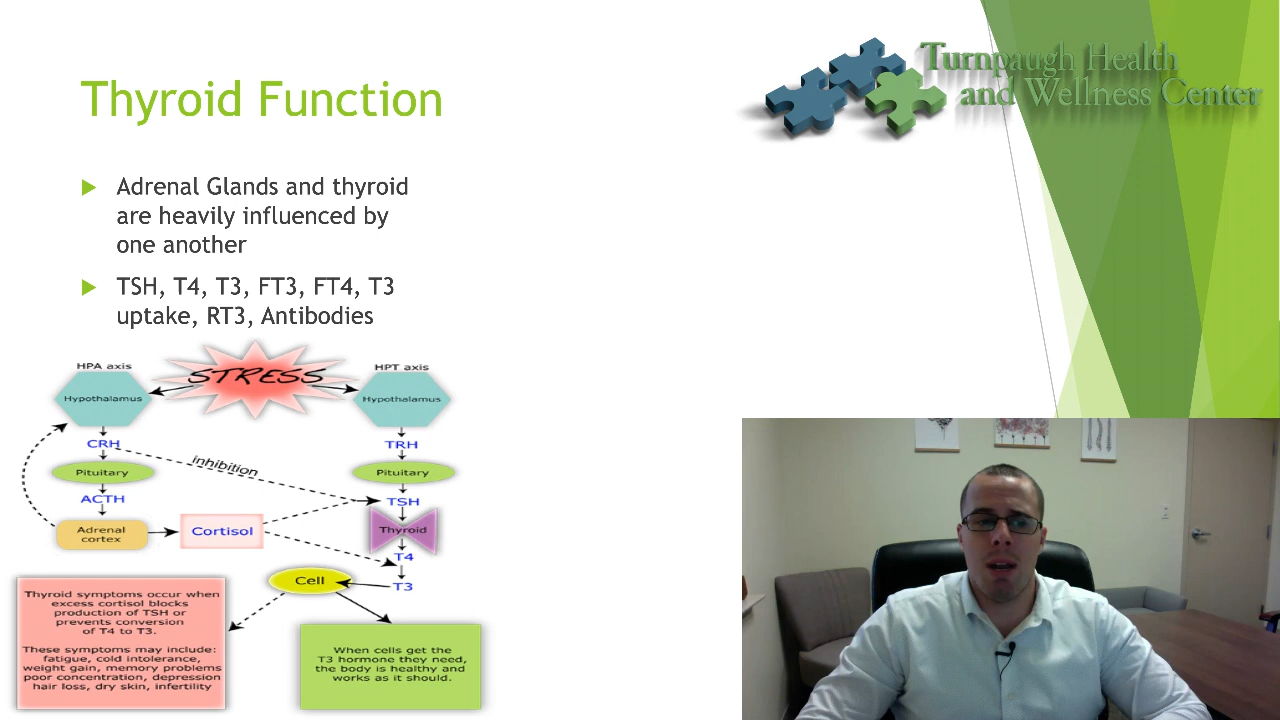 Thyroid Function
Turnpaugh Health
and Wellness Center
Adrenal Glands and thyroid
are heavily influenced by
one another
TSH, T4, T3, FT3, FT4, T3
uptake, RT3, Antibodies
HPA axis
STRESS
HPT axis
Hypothalamus
Hypothalamus
CRH
TRH
inhibition
Pituitary
Pituitary
ACTH
TSH
Adrenal
cortex
Cortisol
Thyroid
T4
Cell
T3
Thyroid symptoms occur when
excess cortisol blocks
production of TSH or
prevents conversion
of T4 to T3.
These symptoms may include:
fatigue, cold intolerance,
weight gain, memory problems
poor concentration, depression
hair loss, dry skin, infertility
When cells get the
T3 hormone they need,
the body is healthy and
works as it should.